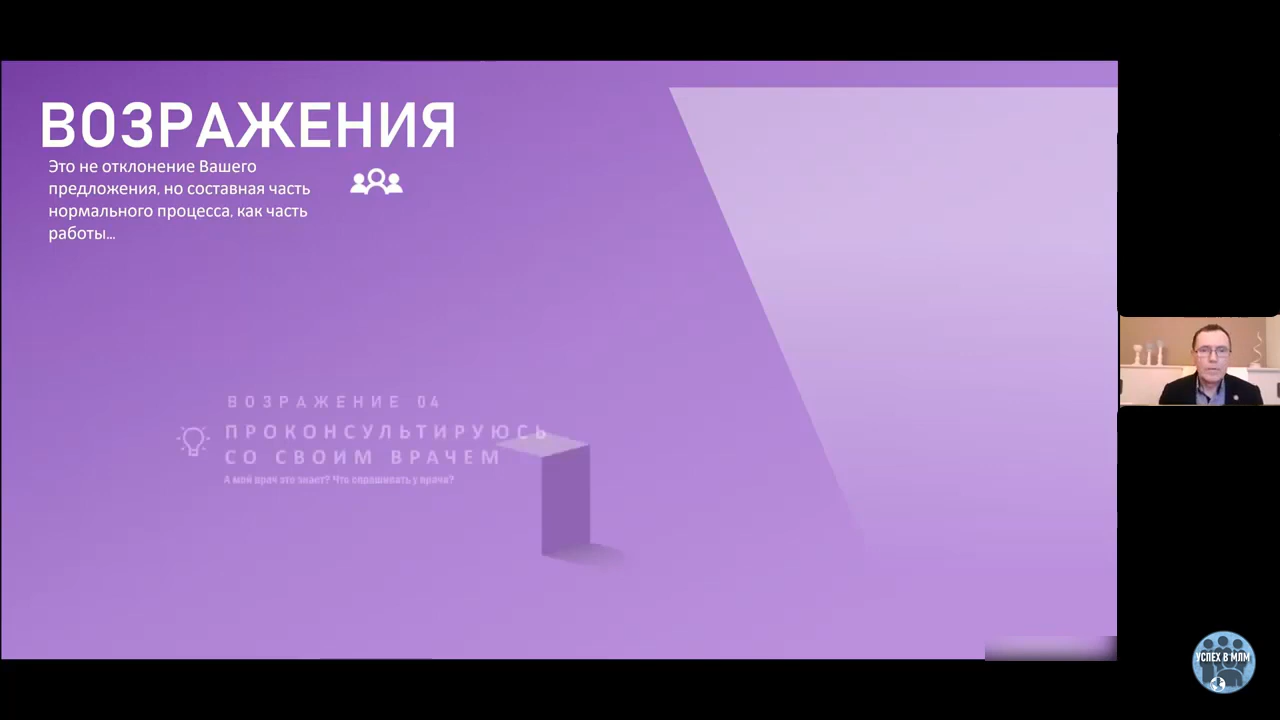 ВОЗРАЖЕНИЯ
Это не отклонение Вашего
предложения, но составная часть
нормального процесса, как часть
работы...
ВОЗРАЖЕНИЕ 04
ПРОКОНСУЛЬТИРУЮСЬ
СО СВОИМ ВРАЧЕМ
А мой врач это знает? Что спрашивать у врача?
УСПЕХ В МЛМ